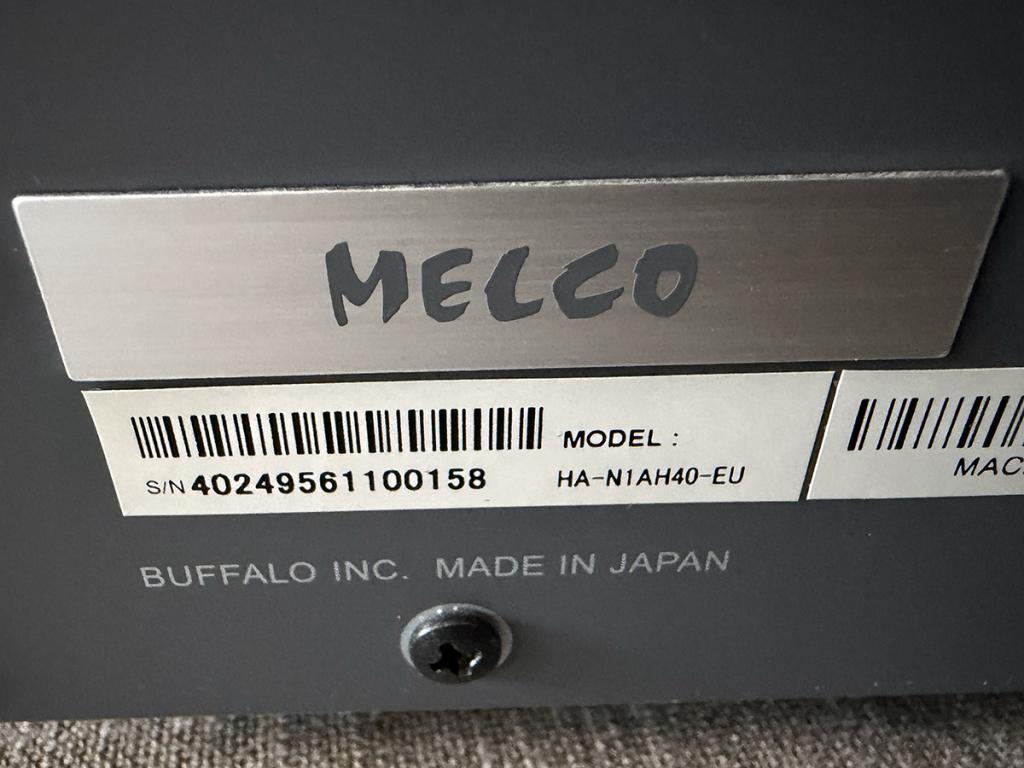 MELCO
MODEL :
S/N 40249561100158
HA-N1AH40-EU
MAC
BUFFALO INC. MADE IN JAPAN